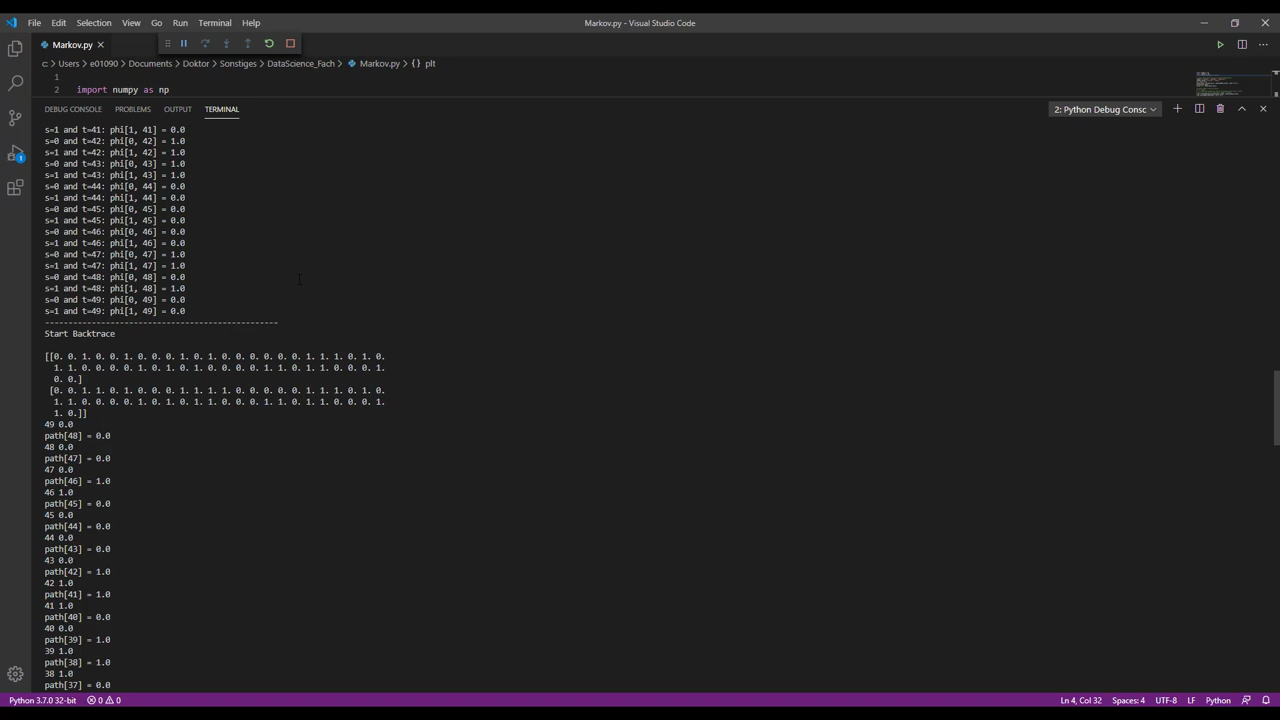 File Edit Selection View Go Run Terminal Help
Markov.py - Visual Studio Code
Markov.py
C: > Users > e01090 > Documents > Doktor > Sonstiges > DataScience_Fach > Markov.py > {} plt
1
2 import numpy as np
DEBUG CONSOLE PROBLEMS OUTPUT TERMINAL
2: Python Debug Consc
s=1 and t=41: phi[1, 41] = 0.0
s=0 and t=42: phi[0, 42] = 1.0
s=1 and t=42: phi[1, 42] = 1.0
s=0 and t=43: phi[0, 43] = 1.0
s=1 and t=43: phi[1, 43] = 1.0
s=0 and t=44: phi[0, 44] = 0.0
s=1 and t=44: phi[1, 44] = 0.0
s=0 and t=45: phi[0, 45] = 0.0
s=1 and t=45: phi[1, 45] = 0.0
s=0 and t=46: phi[0, 46] = 0.0
s=1 and t=46: phi[1, 46] = 0.0
s=0 and t=47: phi[0, 47] = 1.0
s=1 and t=47: phi[1, 47] = 1.0
s=0 and t=48: phi[0, 48] = 0.0
s=1 and t=48: phi[1, 48] = 1.0
s=0 and t=49: phi[0, 49] = 0.0
s=1 and t=49: phi[1, 49] = 0.0
--------------------------------------------------
Start Backtrace
[[0. 0. 1. 0. 0. 1. 0. 0. 0. 1. 0. 1. 0. 0. 0. 0. 0. 0. 1. 1. 1. 0. 1. 0.
1. 1. 0. 0. 0. 0. 1. 0. 1. 0. 0. 0. 0. 0. 0. 1. 1. 0. 1. 1. 0. 0. 0. 1.
0. 0.]
[0. 0. 1. 1. 0. 1. 0. 0. 0. 1. 1. 1. 1. 0. 0. 0. 0. 0. 1. 1. 1. 0. 1. 0.
1. 1. 0. 0. 0. 0. 1. 0. 1. 0. 1. 1. 0. 0. 0. 1. 1. 0. 1. 1. 0. 0. 0. 1.
1. 0.]]
49 0.0
path[48] = 0.0
48 0.0
path[47] = 0.0
47 0.0
path[46] = 1.0
46 1.0
path[45] = 0.0
45 0.0
path[44] = 0.0
44 0.0
path[43] = 0.0
43 0.0
path[42] = 1.0
42 1.0
path[41] = 1.0
41 1.0
path[40] = 0.0
40 0.0
path[39] = 1.0
39 1.0
path[38] = 1.0
38 1.0
path[37] = 0.0
1
Python 3.7.0 32-bit 0 0
Ln 4, Col 32 Spaces: 4 UTF-8 LF Python